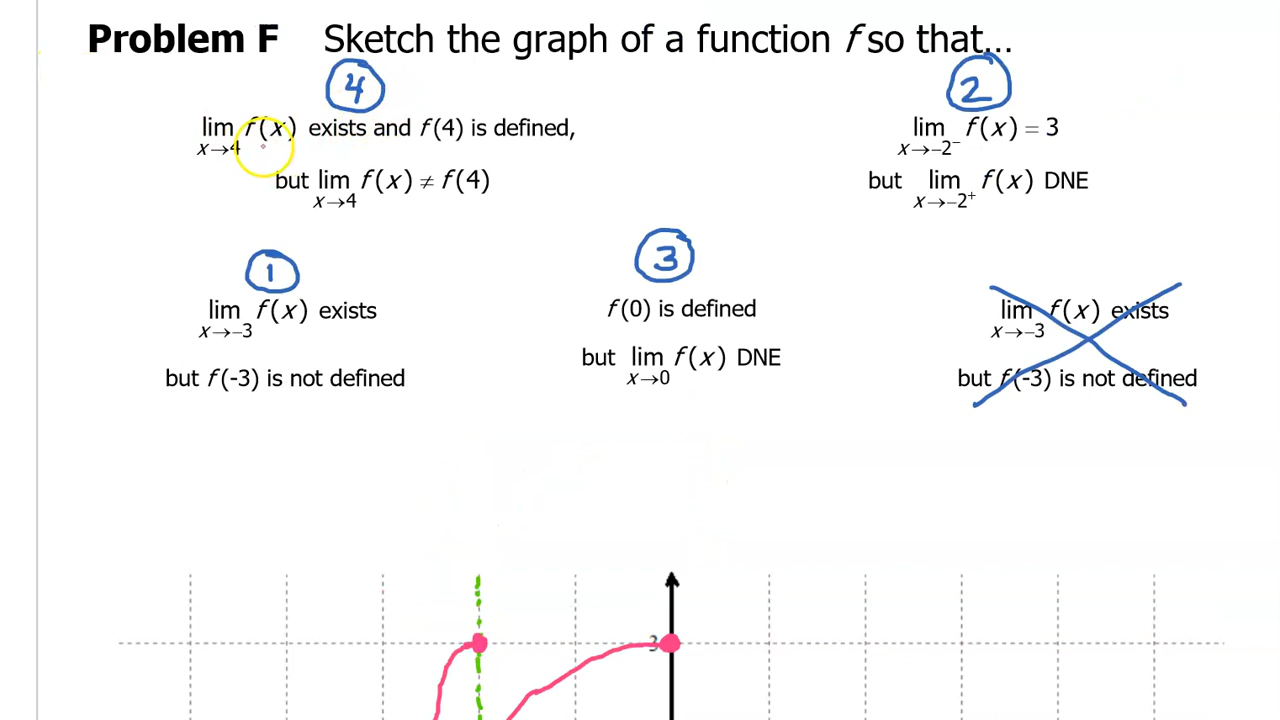 Problem F Sketch the graph of a function f so that...
4
lim f(x) exists and f(4) is defined,
x→4
but lim f(x) ≠ f(4)
x→4
2
lim f(x) = 3
x→-2⁻
but lim f(x) DNE
x→-2⁺
1
lim f(x) exists
x→-3
but f(-3) is not defined
3
f(0) is defined
but lim f(x) DNE
x→0
lim f(x) exists
x→-3
but f(-3) is not defined
3